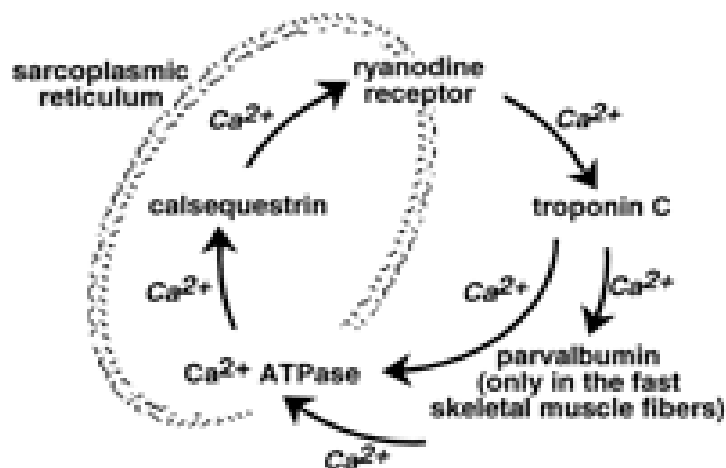 sarcoplasmic
reticulum
ryanodine
receptor
Ca2+
Ca2+
calsequestrin
troponin C
Ca2+
Ca2+
Ca2+
Ca2+ ATPase
parvalbumin
(only in the fast
skeletal muscle fibers)
Ca2+